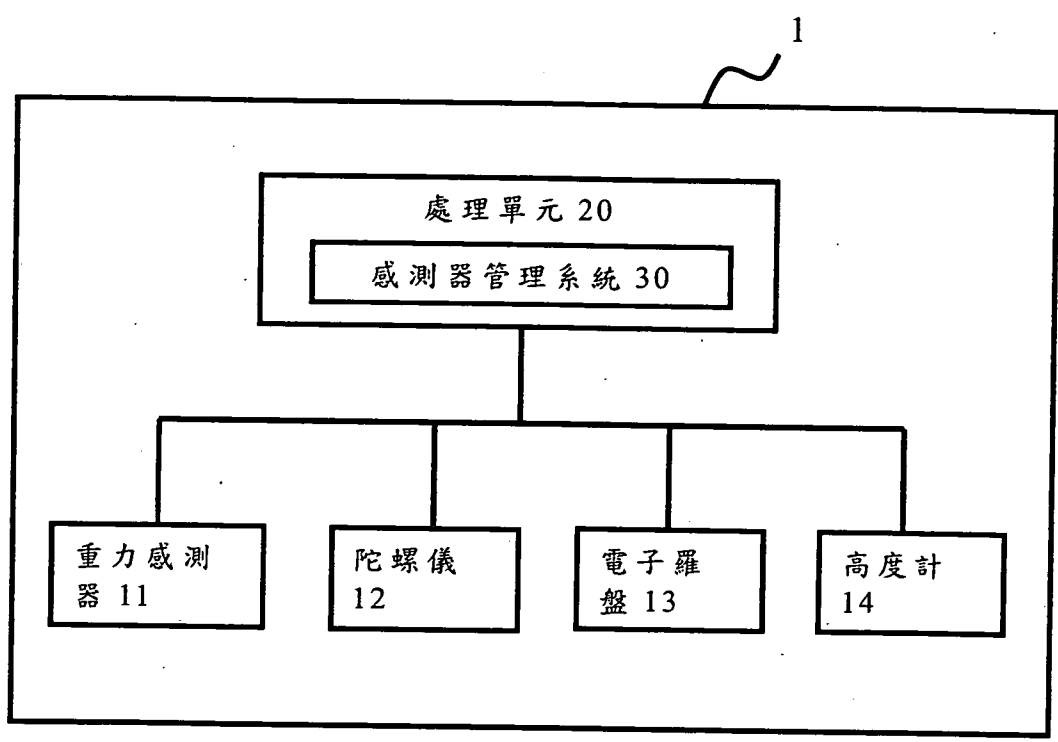 1
處理單元 20
感測器管理系統 30
重力感測
器 11
陀螺儀
12
電子羅
盤 13
高度計
14